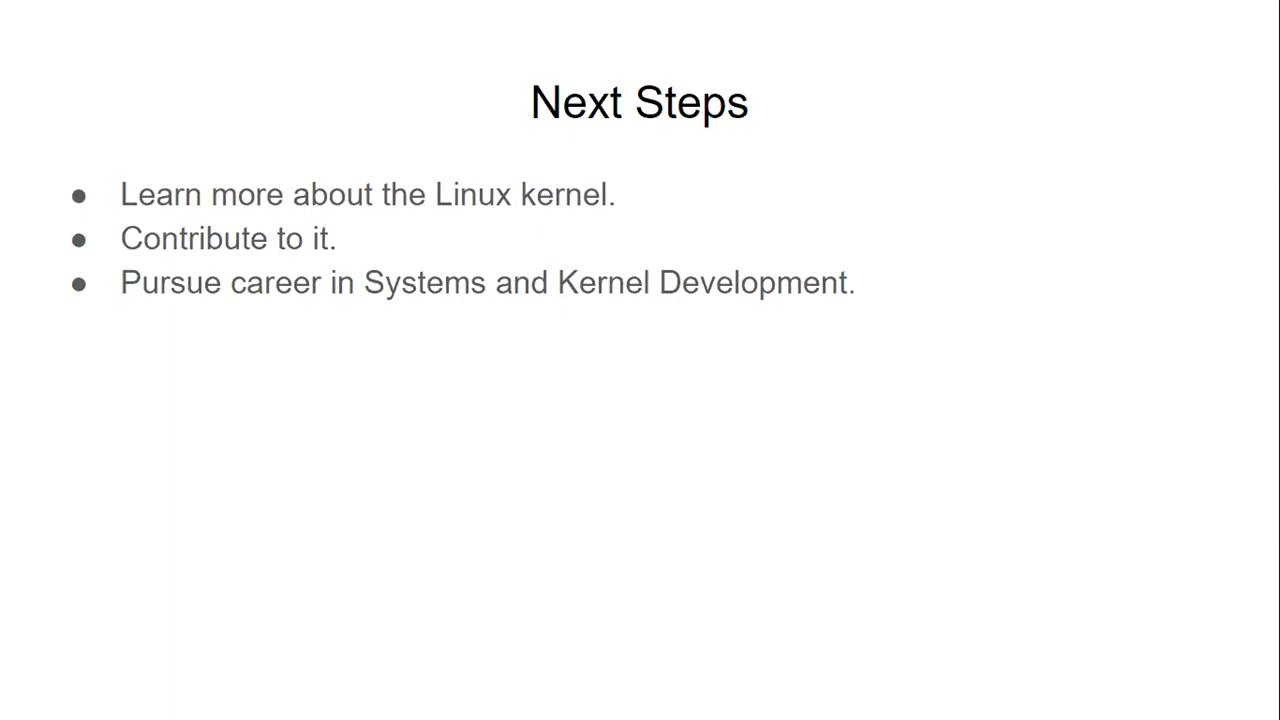 Next Steps
● Learn more about the Linux kernel.
● Contribute to it.
● Pursue career in Systems and Kernel Development.